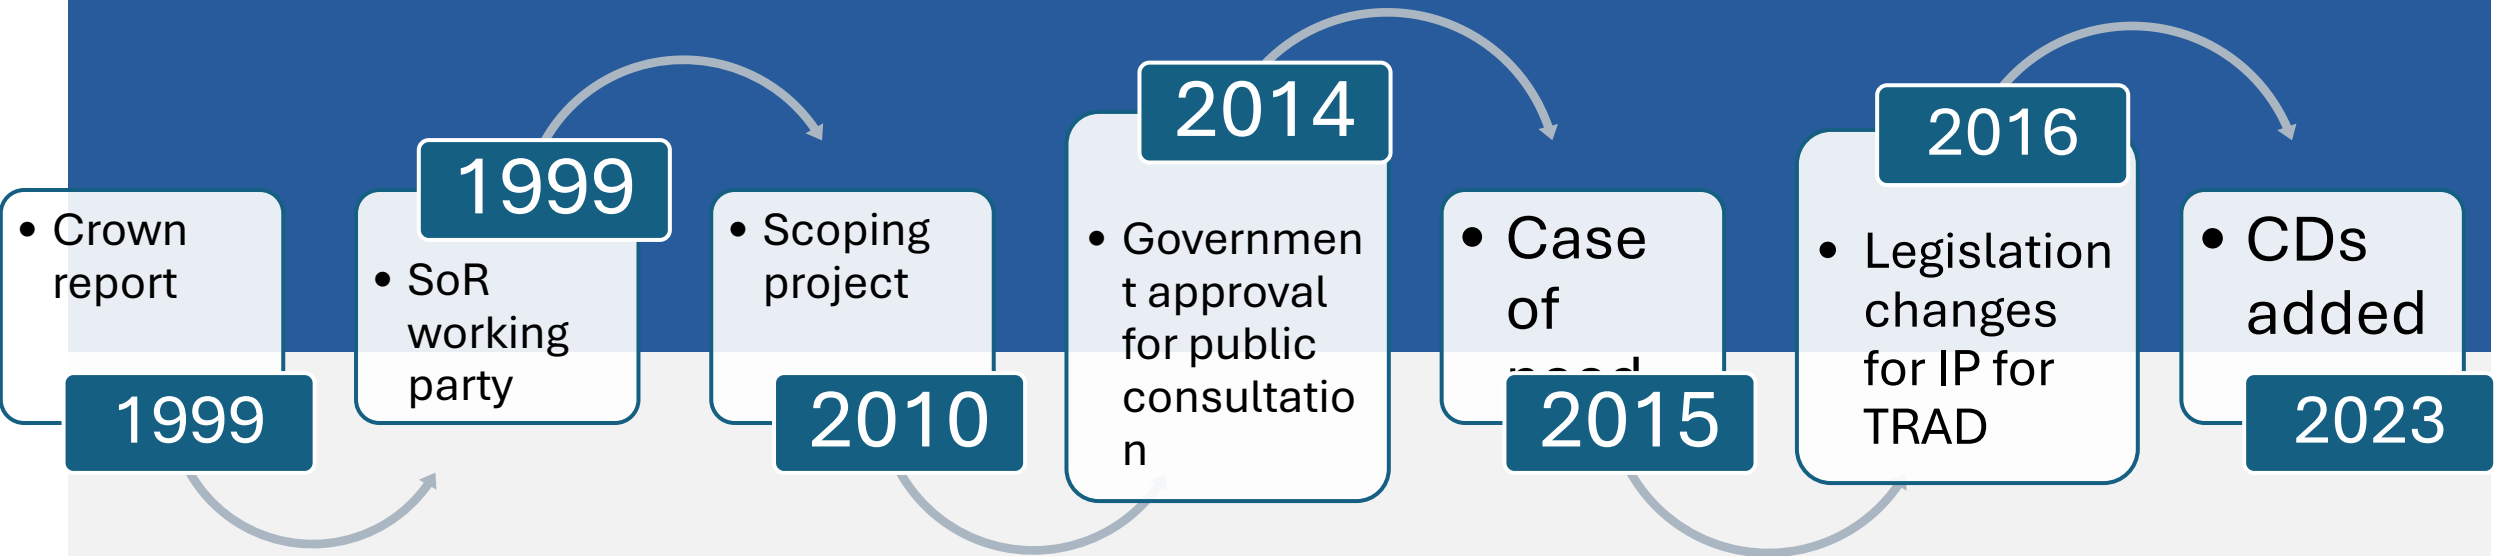 • Crown
report
1999
1999
• SoR
working
party
• Scoping
project
2010
2014
• Governmen
t approval
for public
consultatio
n
• Case
of
2015
2016
• Legislation
changes
for IP for
TRAD
• CDs
added
2023